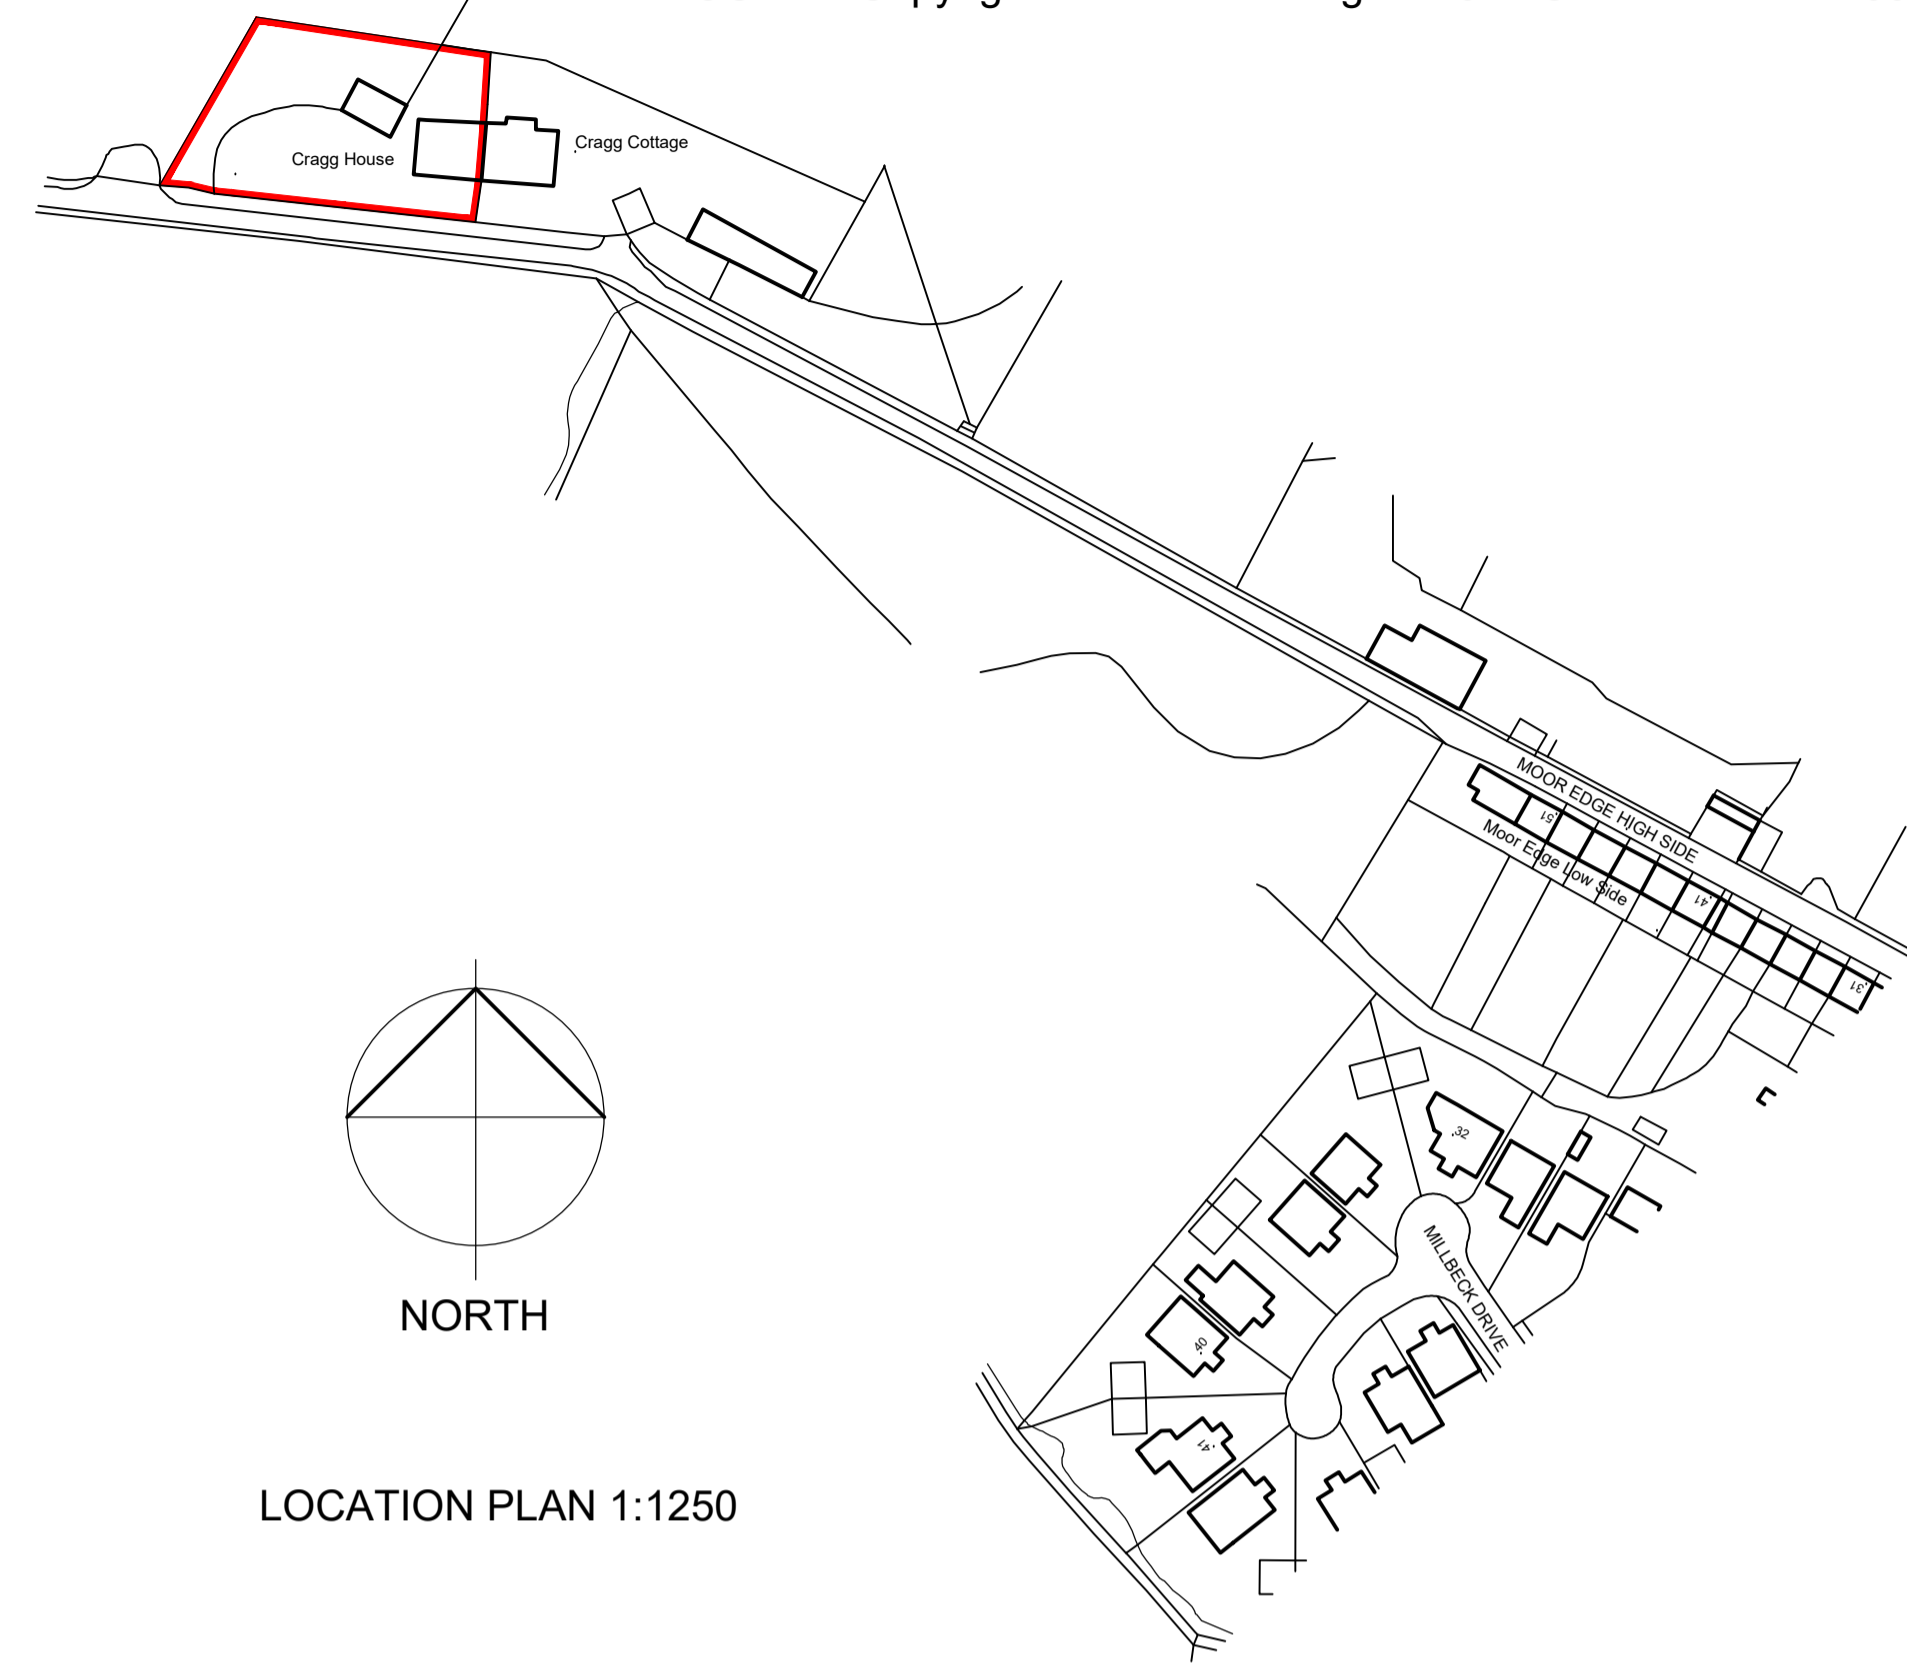 Cragg Cottage
Cragg House
MOOR EDGE HIGH SIDE
51
Moor Edge Low Side
41
31
32
MILLBECK DRIVE
40
41
NORTH
LOCATION PLAN 1:1250